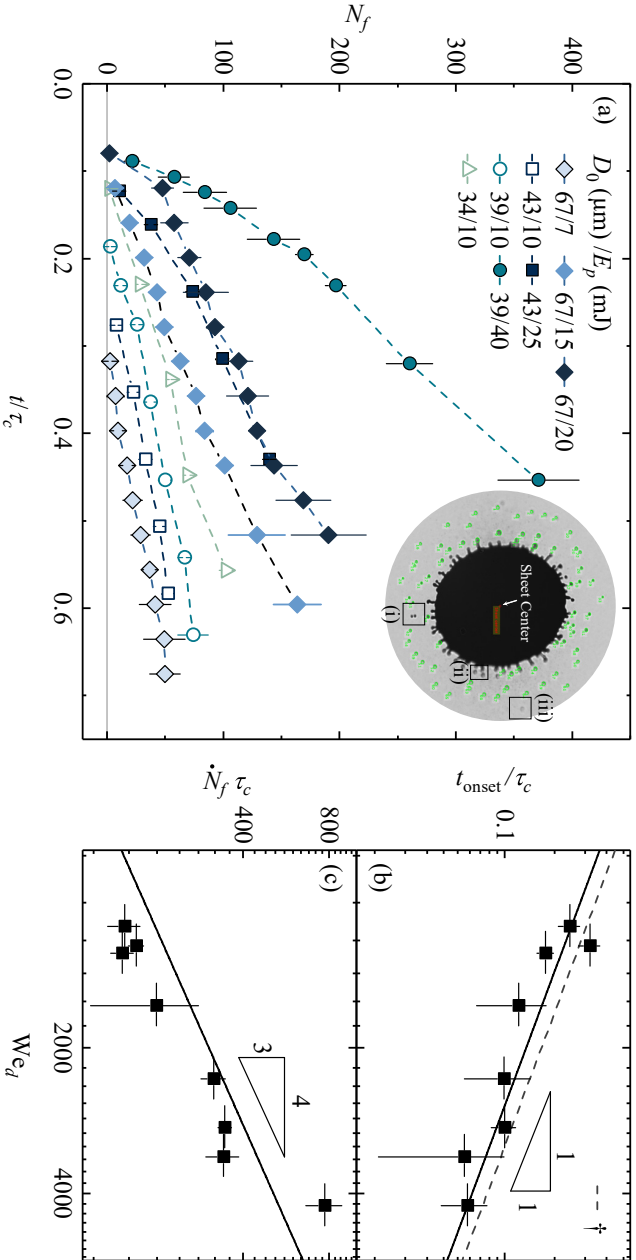 (a)
D₀ (μm) /Eₚ (mJ)
67/7 67/15 67/20
43/10 43/25
39/10 39/40
34/10
Sheet Center
(i)
(ii)
(iii)
N_f
0 100 200 300 400
0.0 0.2 0.4 0.6
t/τ_c
(b)
t_onset/τ_c
0.1
1
1
†
(c)
Ṅ_f τ_c
400 800
3
4
2000 4000
We_d